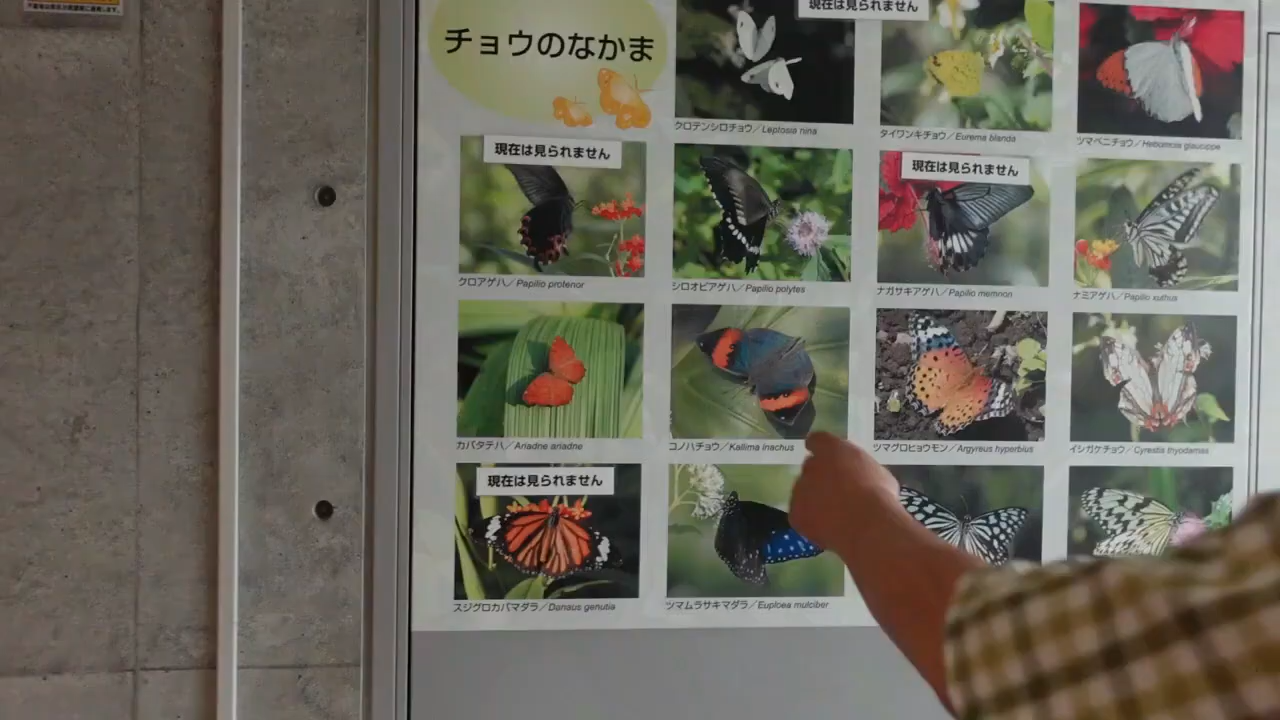 チョウのなかま
現在は見られません
クロテンシロチョウ／Leptosia nina
タイワンキチョウ／Eurema blanda
ツマベニチョウ／Hebomoia glaucippe
現在は見られません
現在は見られません
クロアゲハ／Papilio protenor
シロオビアゲハ／Papilio polytes
ナガサキアゲハ／Papilio memnon
ナミアゲハ／Papilio xuthus
カバタテハ／Ariadne ariadne
コノハチョウ／Kallima inachus
ツマグロヒョウモン／Argyreus hyperbius
イシガケチョウ／Cyrestis thyodamas
現在は見られません
スジグロカバマダラ／Danaus genutia
ツマムラサキマダラ／Euploea mulciber